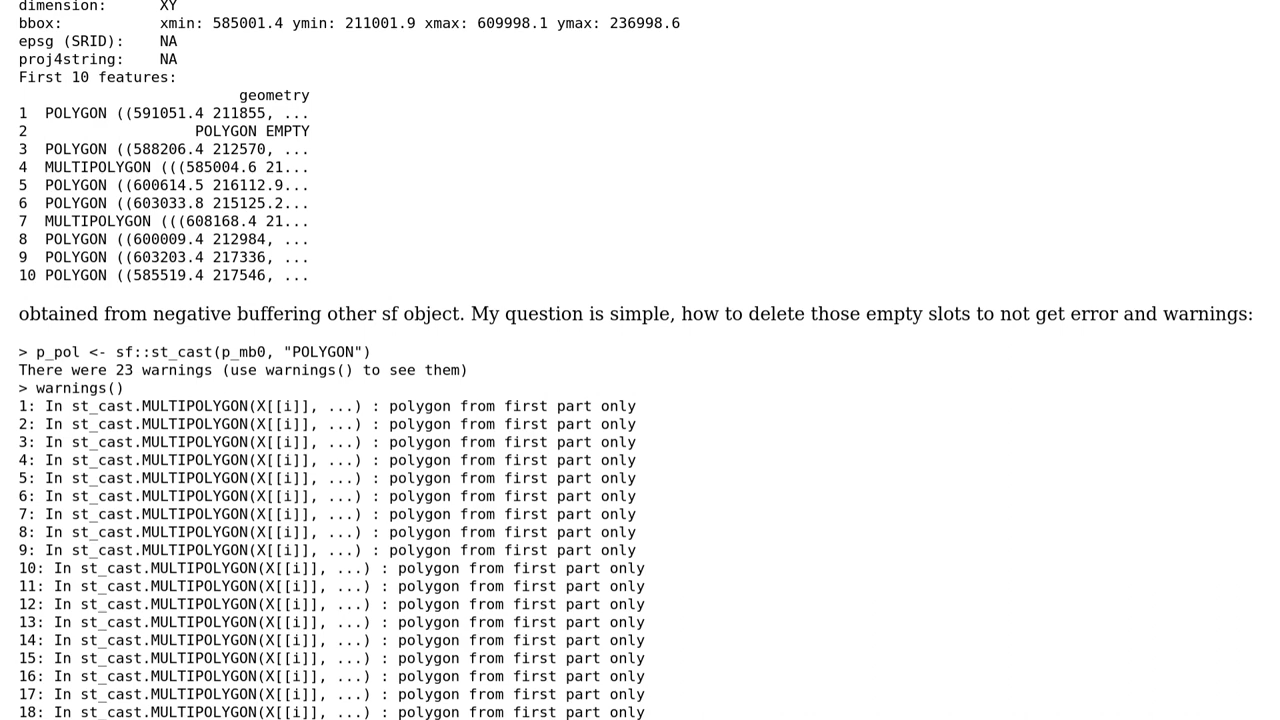 dimension:      XY
bbox:           xmin: 585001.4 ymin: 211001.9 xmax: 609998.1 ymax: 236998.6
epsg (SRID):    NA
proj4string:    NA
First 10 features:
                         geometry
1  POLYGON ((591051.4 211855, ...
2                   POLYGON EMPTY
3  POLYGON ((588206.4 212570, ...
4  MULTIPOLYGON (((585004.6 21...
5  POLYGON ((600614.5 216112.9...
6  POLYGON ((603033.8 215125.2...
7  MULTIPOLYGON (((608168.4 21...
8  POLYGON ((600009.4 212984, ...
9  POLYGON ((603203.4 217336, ...
10 POLYGON ((585519.4 217546, ...
obtained from negative buffering other sf object. My question is simple, how to delete those empty slots to not get error and warnings:
> p_pol <- sf::st_cast(p_mb0, "POLYGON")
There were 23 warnings (use warnings() to see them)
> warnings()
1: In st_cast.MULTIPOLYGON(X[[i]], ...) : polygon from first part only
2: In st_cast.MULTIPOLYGON(X[[i]], ...) : polygon from first part only
3: In st_cast.MULTIPOLYGON(X[[i]], ...) : polygon from first part only
4: In st_cast.MULTIPOLYGON(X[[i]], ...) : polygon from first part only
5: In st_cast.MULTIPOLYGON(X[[i]], ...) : polygon from first part only
6: In st_cast.MULTIPOLYGON(X[[i]], ...) : polygon from first part only
7: In st_cast.MULTIPOLYGON(X[[i]], ...) : polygon from first part only
8: In st_cast.MULTIPOLYGON(X[[i]], ...) : polygon from first part only
9: In st_cast.MULTIPOLYGON(X[[i]], ...) : polygon from first part only
10: In st_cast.MULTIPOLYGON(X[[i]], ...) : polygon from first part only
11: In st_cast.MULTIPOLYGON(X[[i]], ...) : polygon from first part only
12: In st_cast.MULTIPOLYGON(X[[i]], ...) : polygon from first part only
13: In st_cast.MULTIPOLYGON(X[[i]], ...) : polygon from first part only
14: In st_cast.MULTIPOLYGON(X[[i]], ...) : polygon from first part only
15: In st_cast.MULTIPOLYGON(X[[i]], ...) : polygon from first part only
16: In st_cast.MULTIPOLYGON(X[[i]], ...) : polygon from first part only
17: In st_cast.MULTIPOLYGON(X[[i]], ...) : polygon from first part only
18: In st_cast.MULTIPOLYGON(X[[i]], ...) : polygon from first part only